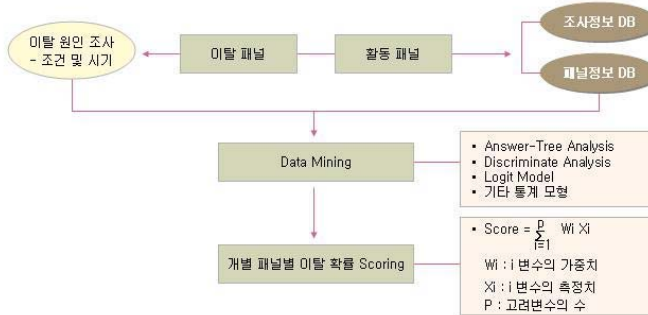 조사정보 DB
이탈 원인 조사
- 조건 및 시기
이탈 패널
활동 패널
패널정보 DB
Data Mining
▪ Answer-Tree Analysis
▪ Discriminate Analysis
▪ Logit Model
▪ 기타 통계 모형
개별 패널별 이탈 확률 Scoring
▪ Score = p ∑ i=1 Wi Xi
Wi : i 변수의 가중치
Xi : i 변수의 측정치
P : 고려변수의 수